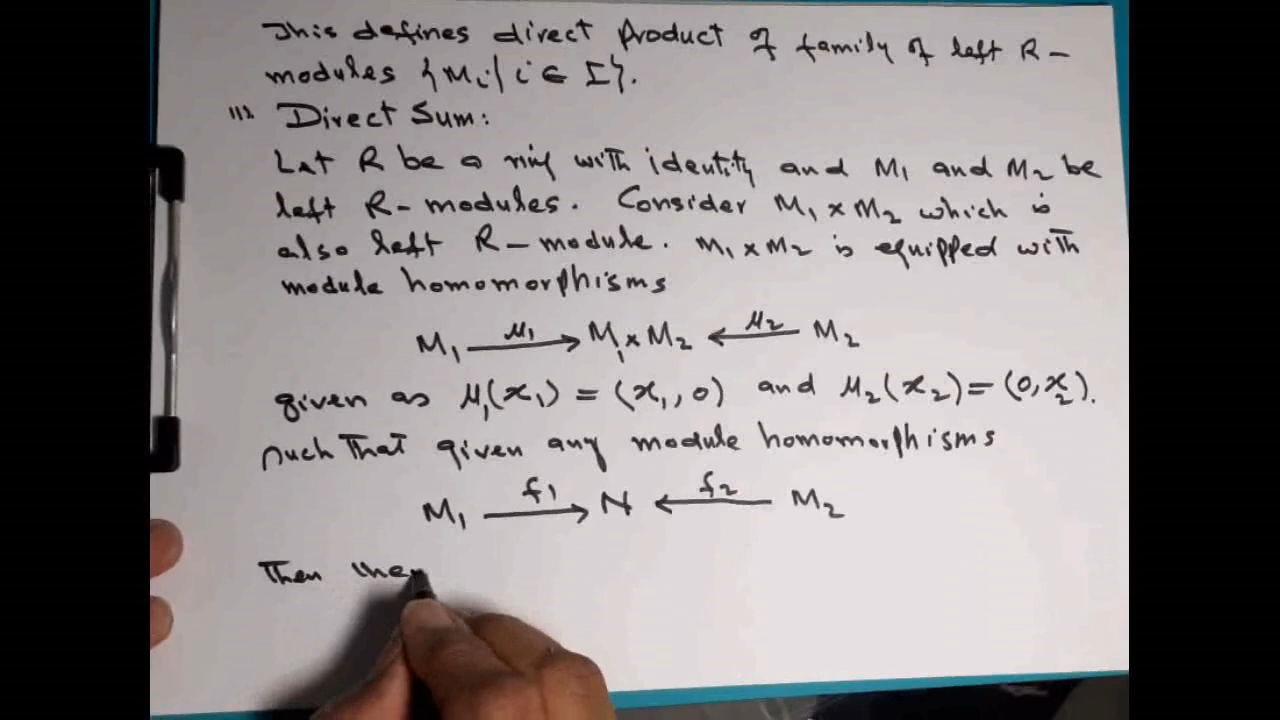 This defines direct product of family of left R-
modules {Mi | i ∈ I}.
III) Direct Sum:
Let R be a ring with identity and M1 and M2 be
left R-modules. Consider M1 × M2 which is
also left R-module. M1 × M2 is equipped with
module homomorphisms
M1 —μ1→ M1 × M2 ←μ2— M2
given as μ1(x1) = (x1, 0) and μ2(x2) = (0, x2).
such that given any module homomorphisms
M1 —f1→ N ←f2— M2
Then ther